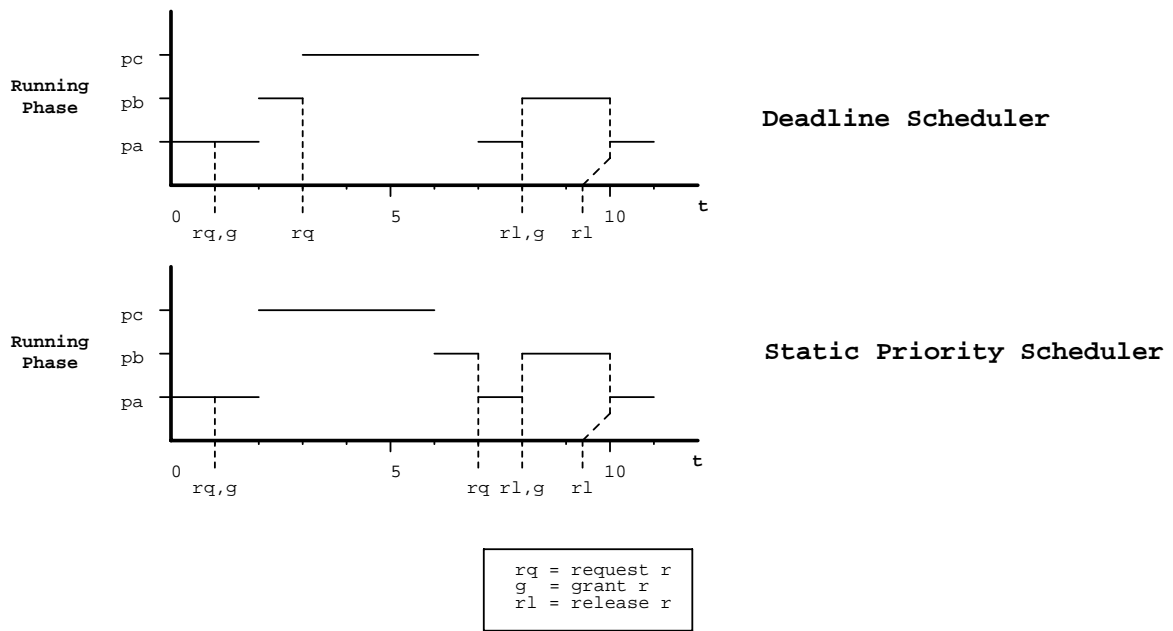 pc
Running
Phase
pb
pa
Deadline Scheduler
0
5
10
t
rq,g
rq
rl,g
rl
pc
Running
Phase
pb
pa
Static Priority Scheduler
0
5
10
t
rq,g
rq
rl,g
rl
rq = request r
g  = grant r
rl = release r